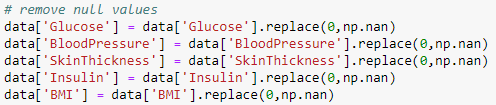 # remove null values
data['Glucose'] = data['Glucose'].replace(0,np.nan)
data['BloodPressure'] = data['BloodPressure'].replace(0,np.nan)
data['SkinThickness'] = data['SkinThickness'].replace(0,np.nan)
data['Insulin'] = data['Insulin'].replace(0,np.nan)
data['BMI'] = data['BMI'].replace(0,np.nan)